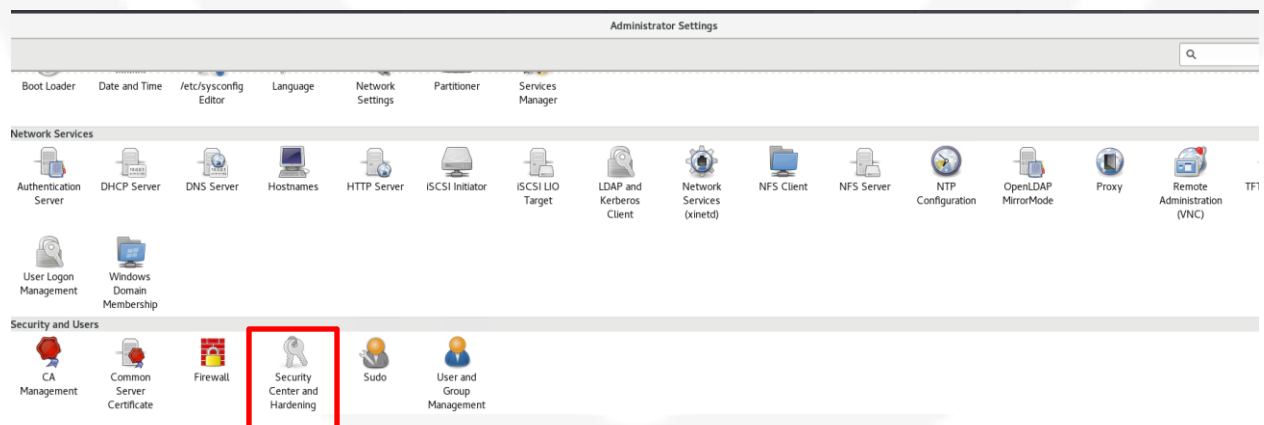 Administrator Settings
Boot Loader
Date and Time
/etc/sysconfig
Editor
Language
Network
Settings
Partitioner
Services
Manager
Network Services
Authentication
Server
DHCP Server
DNS Server
Hostnames
HTTP Server
iSCSI Initiator
iSCSI LIO
Target
LDAP and
Kerberos
Client
Network
Services
(xinetd)
NFS Client
NFS Server
NTP
Configuration
OpenLDAP
MirrorMode
Proxy
Remote
Administration
(VNC)
TFT
User Logon
Management
Windows
Domain
Membership
Security and Users
CA
Management
Common
Server
Certificate
Firewall
Security
Center and
Hardening
Sudo
User and
Group
Management